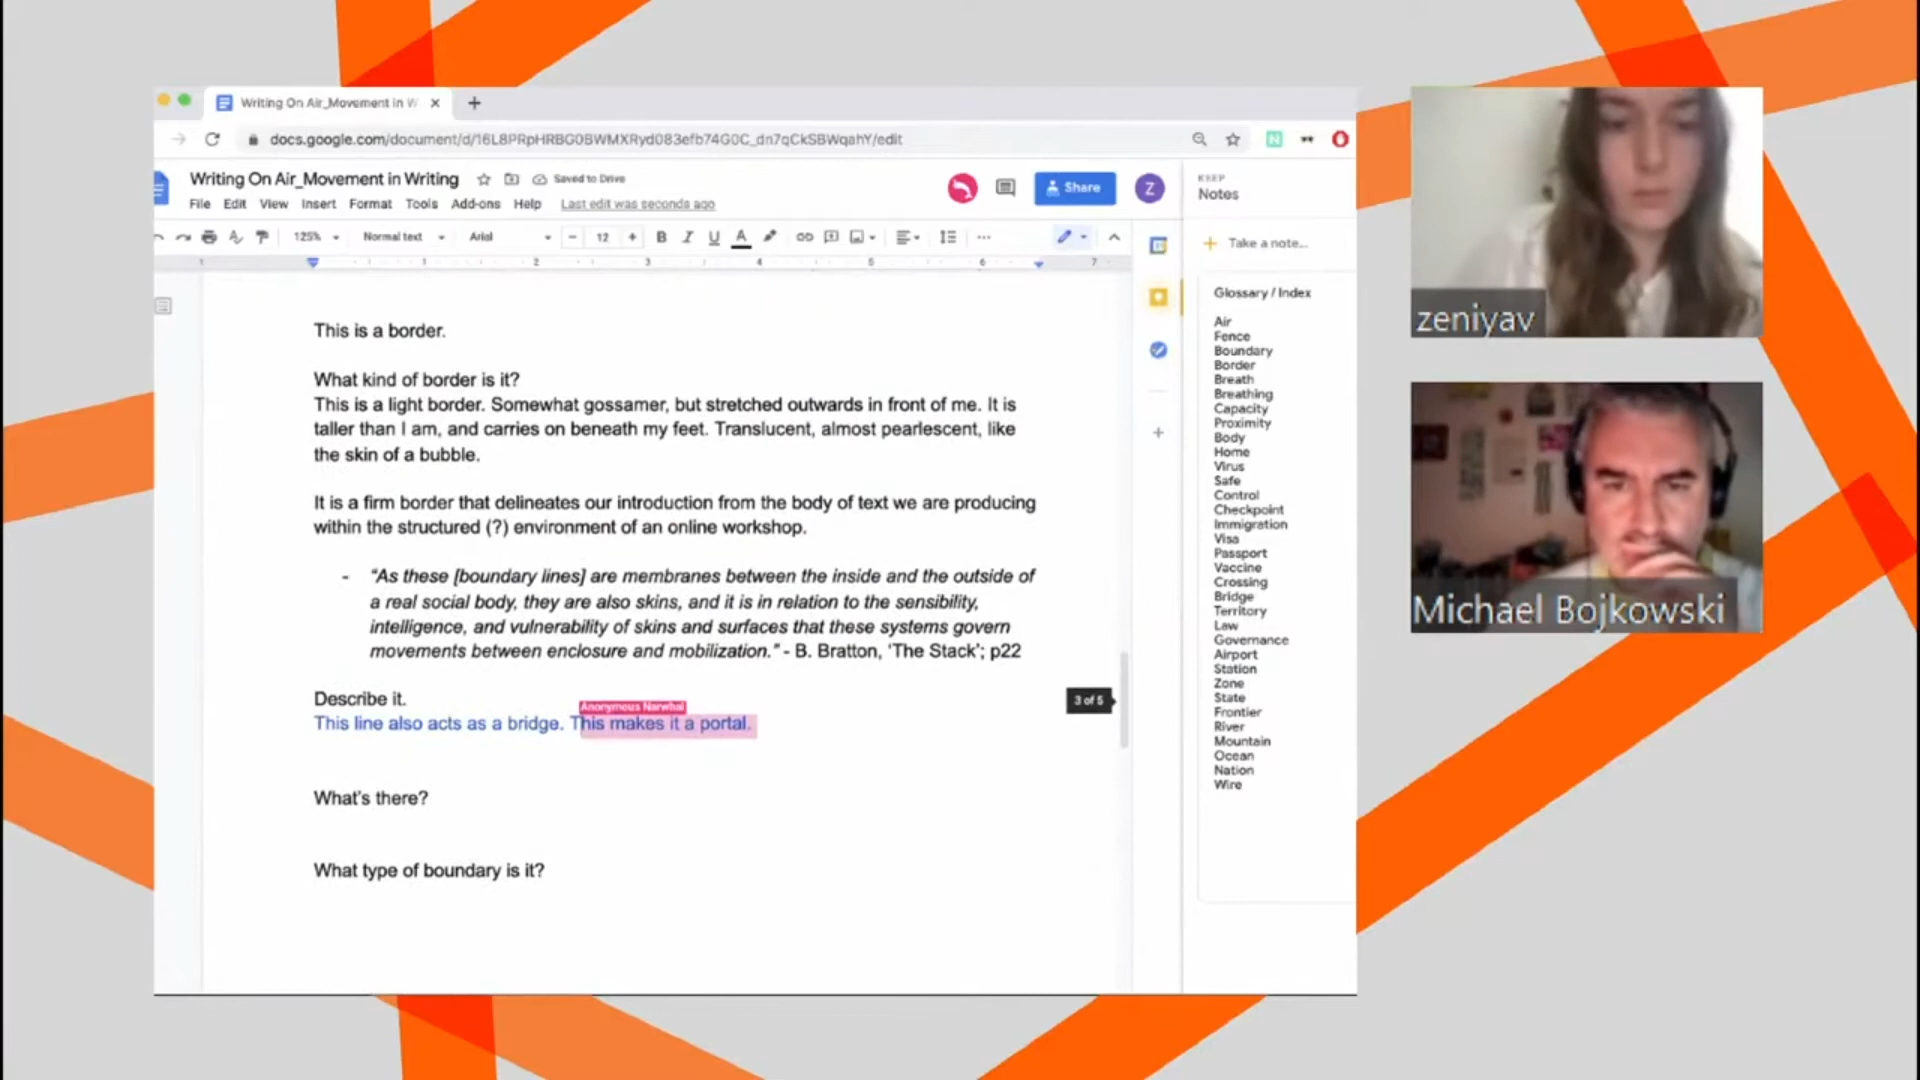 Writing On Air_Movement in W
docs.google.com/document/d/16L8PRpHRBG0BWMXRyd083efb74G0C_dn7qCkSBWqahY/edit
Writing On Air_Movement in Writing
Saved to Drive
File Edit View Insert Format Tools Add-ons Help Last edit was seconds ago
Share
Z
KEEP
Notes
125% Normal text Arial 12 B I U A
1 1 2 3 4 5 6 7
Take a note...
This is a border.
What kind of border is it?
This is a light border. Somewhat gossamer, but stretched outwards in front of me. It is
taller than I am, and carries on beneath my feet. Translucent, almost pearlescent, like
the skin of a bubble.
It is a firm border that delineates our introduction from the body of text we are producing
within the structured (?) environment of an online workshop.
- "As these [boundary lines] are membranes between the inside and the outside of
a real social body, they are also skins, and it is in relation to the sensibility,
intelligence, and vulnerability of skins and surfaces that these systems govern
movements between enclosure and mobilization." - B. Bratton, 'The Stack'; p22
Describe it.
Anonymous Narwhal
This line also acts as a bridge. This makes it a portal.
What's there?
What type of boundary is it?
3 of 5
Glossary / Index
Air
Fence
Boundary
Border
Breath
Breathing
Capacity
Proximity
Body
Home
Virus
Safe
Control
Checkpoint
Immigration
Visa
Passport
Vaccine
Crossing
Bridge
Territory
Law
Governance
Airport
Station
Zone
State
Frontier
River
Mountain
Ocean
Nation
Wire
zeniyav
Michael Bojkowski